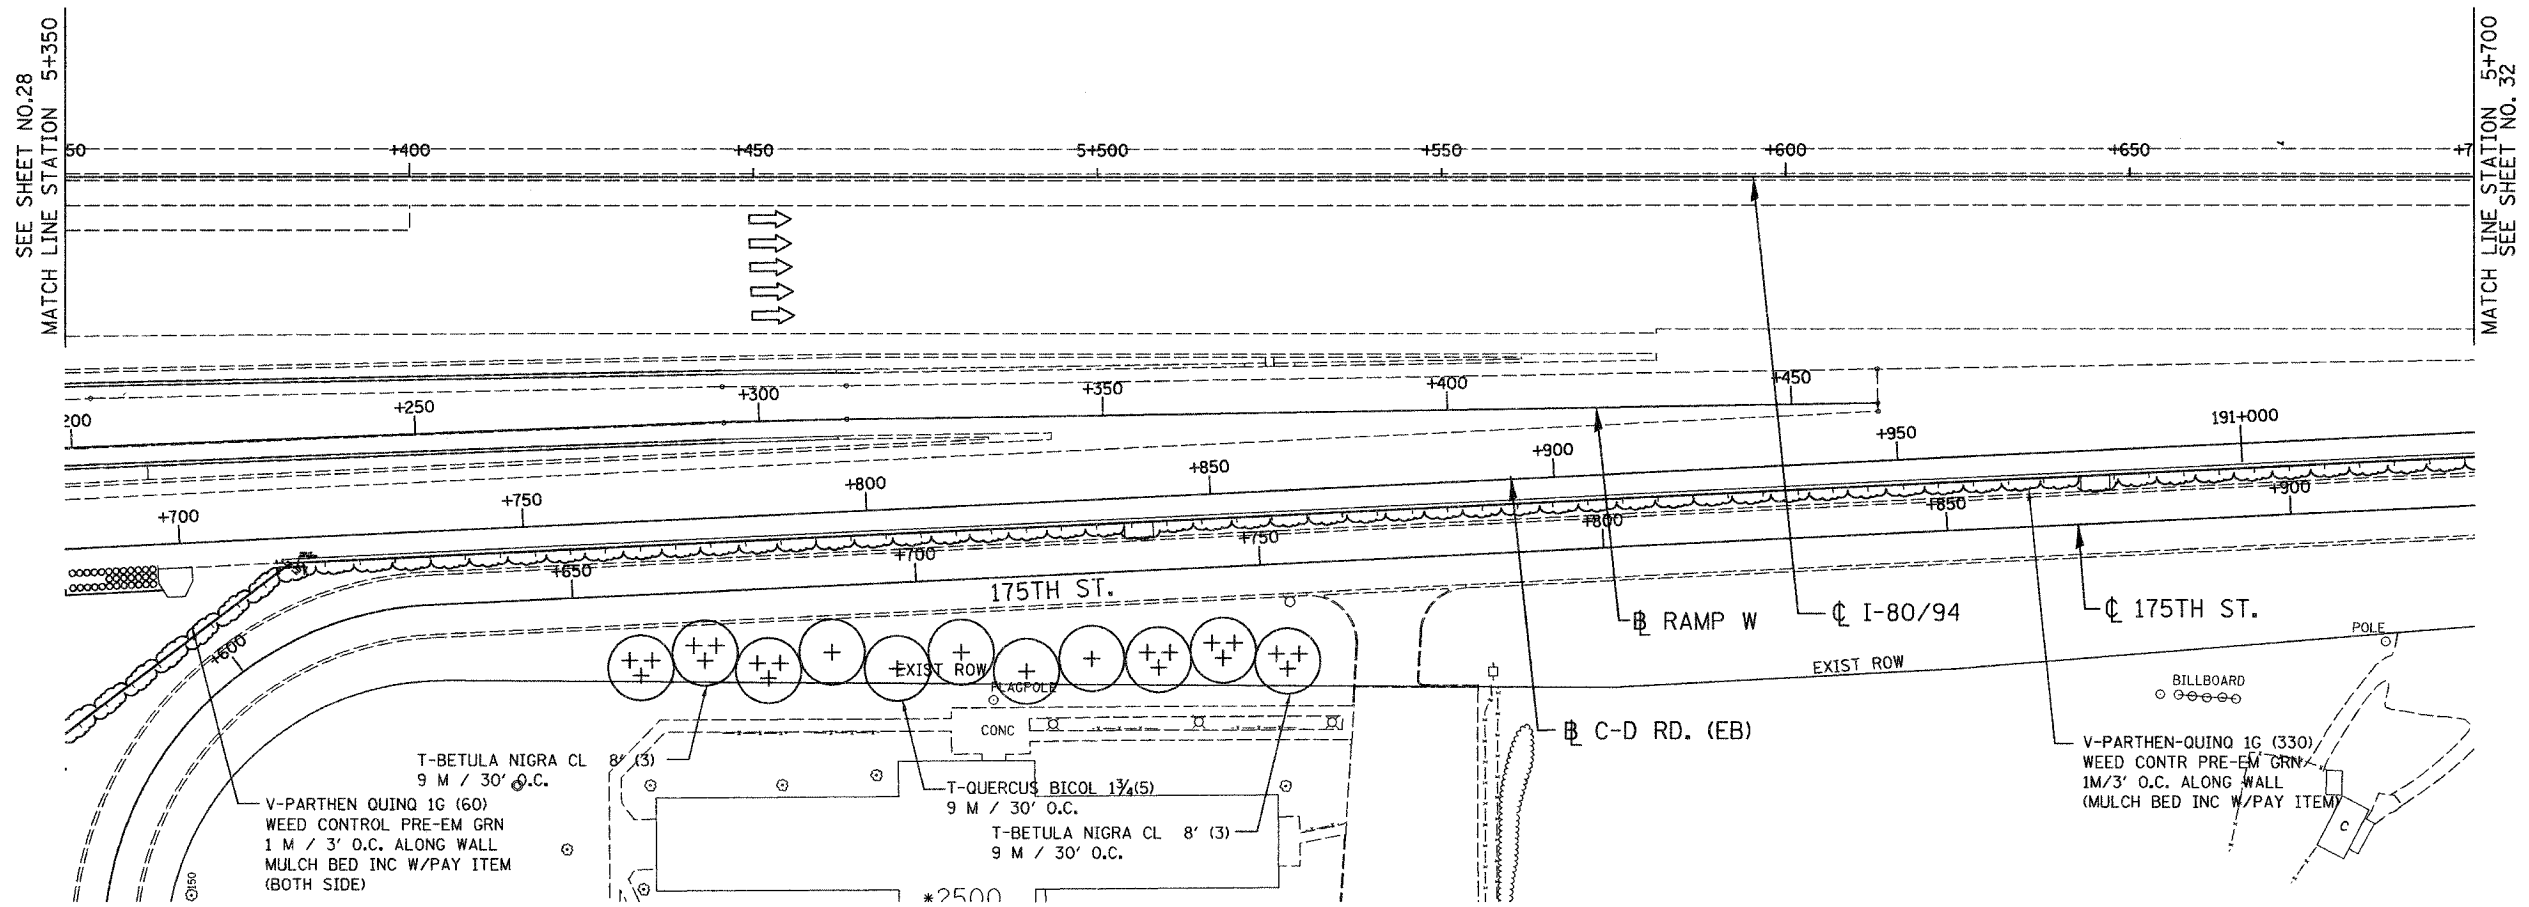 SEE SHEET NO.28
MATCH LINE STATION 5+350
MATCH LINE STATION 5+700
SEE SHEET NO. 32
50
+400
+450
5+500
+550
+600
+650
+7
200
+250
+300
+350
+400
+450
+700
+750
+800
+850
+900
+950
191+000
+600
+650
+700
+750
+800
+850
+900
175TH ST.
℄ I-80/94
RAMP W
℄ 175TH ST.
C-D RD. (EB)
EXIST ROW
EXIST ROW
FLAGPOLE
CONC
POLE
BILLBOARD
T-BETULA NIGRA CL 8' (3)
9 M / 30' O.C.
V-PARTHEN QUINQ 1G (60)
WEED CONTROL PRE-EM GRN
1 M / 3' O.C. ALONG WALL
MULCH BED INC W/PAY ITEM
(BOTH SIDE)
T-QUERCUS BICOL 1¾(5)
9 M / 30' O.C.
T-BETULA NIGRA CL 8' (3)
9 M / 30' O.C.
V-PARTHEN-QUINQ 1G (330)
WEED CONTR PRE-EM GRN
1M/3' O.C. ALONG WALL
(MULCH BED INC W/PAY ITEM)
C
150
*2500